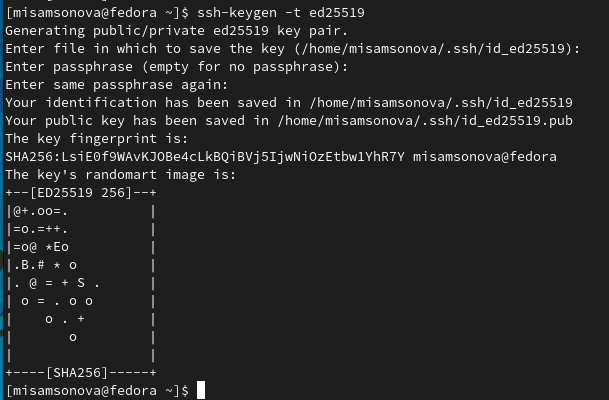 [misamsonova@fedora ~]$ ssh-keygen -t ed25519
Generating public/private ed25519 key pair.
Enter file in which to save the key (/home/misamsonova/.ssh/id_ed25519):
Enter passphrase (empty for no passphrase):
Enter same passphrase again:
Your identification has been saved in /home/misamsonova/.ssh/id_ed25519
Your public key has been saved in /home/misamsonova/.ssh/id_ed25519.pub
The key fingerprint is:
SHA256:LsiE0f9WAvKJOBe4cLkBQiBVj5IjwNiOzEtbw1YhR7Y misamsonova@fedora
The key's randomart image is:
+--[ED25519 256]--+
|@+.oo=.          |
|=o.=++.          |
|=o@ *Eo          |
|.B.# * o         |
|. @ = + S .      |
| o = . o o       |
|    o . +        |
|       o         |
|                 |
+----[SHA256]-----+
[misamsonova@fedora ~]$